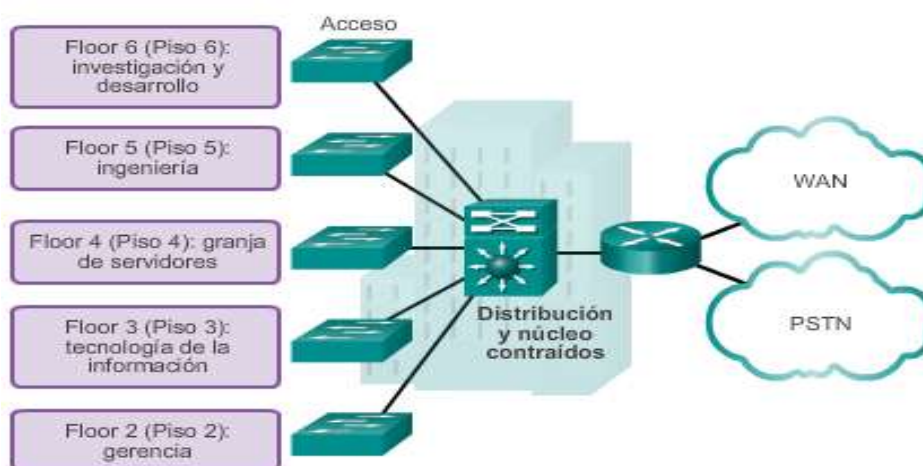 Acceso
Floor 6 (Piso 6):
investigación y
desarrollo
Floor 5 (Piso 5):
ingeniería
Floor 4 (Piso 4): granja
de servidores
Floor 3 (Piso 3):
tecnología de la
información
Floor 2 (Piso 2):
gerencia
Distribución
y núcleo
contraídos
WAN
PSTN